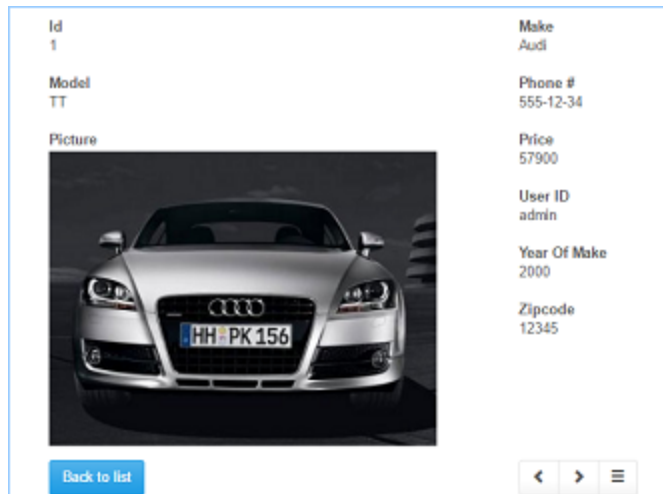 Id
1
Make
Audi
Model
TT
Phone #
555-12-34
Picture
HH PK 156
Price
57900
User ID
admin
Year Of Make
2000
Zipcode
12345
Back to list